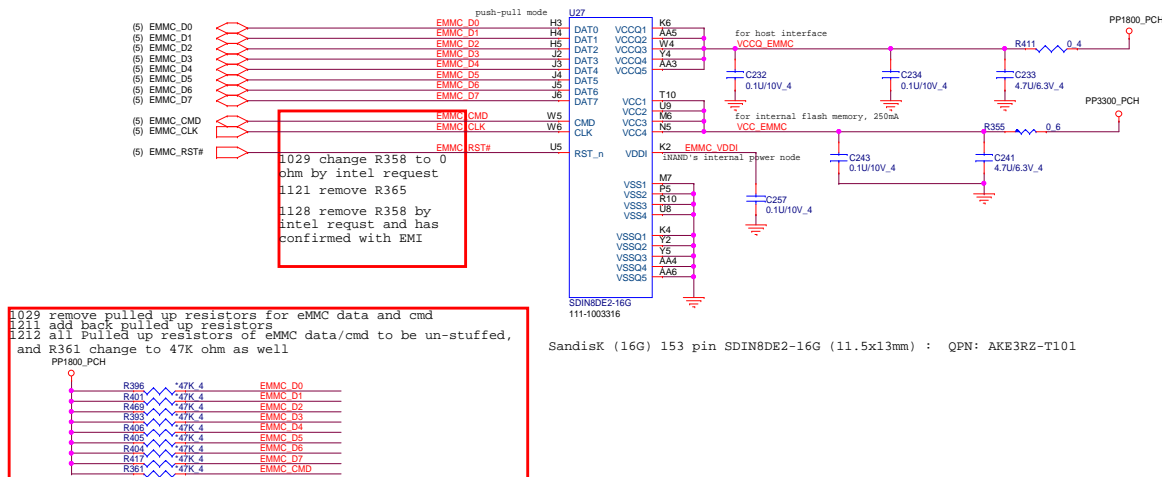 push-pull mode
U27
(5) EMMC_D0 EMMC_D0 H3 DAT0 VCCQ1 K6
(5) EMMC_D1 EMMC_D1 H4 DAT1 VCCQ2 AA5
(5) EMMC_D2 EMMC_D2 H5 DAT2 VCCQ3 W4
(5) EMMC_D3 EMMC_D3 J2 DAT3 VCCQ4 Y4
(5) EMMC_D4 EMMC_D4 J3 DAT4 VCCQ5 AA3
(5) EMMC_D5 EMMC_D5 J4 DAT5
(5) EMMC_D6 EMMC_D6 J5 DAT6
(5) EMMC_D7 EMMC_D7 J6 DAT7
for host interface
VCCQ_EMMC
R411 0_4
PP1800_PCH
C232
0.1U/10V_4
C234
0.1U/10V_4
C233
4.7U/6.3V_4
VCC1 T10
VCC2 U9
VCC3 M6
VCC4 N5
(5) EMMC_CMD EMMC_CMD W5 CMD
(5) EMMC_CLK EMMC_CLK W6 CLK
for internal flash memory, 250mA
VCC_EMMC
R355 0_6
PP3300_PCH
(5) EMMC_RST# EMMC_RST# U5 RST_n VDDI K2 EMMC_VDDI
iNAND's internal power node
C243
0.1U/10V_4
C241
4.7U/6.3V_4
C257
0.1U/10V_4
1029 change R358 to 0
ohm by intel request
1121 remove R365
1128 remove R358 by
intel requst and has
confirmed with EMI
VSS1 M7
VSS2 P5
VSS3 R10
VSS4 U8
VSSQ1 K4
VSSQ2 Y2
VSSQ3 Y5
VSSQ4 AA4
VSSQ5 AA6
SDIN8DE2-16G
111-1003316
SandisK (16G) 153 pin SDIN8DE2-16G (11.5x13mm) : QPN: AKE3RZ-T101
1029 remove pulled up resistors for eMMC data and cmd
1211 add back pulled up resistors
1212 all Pulled up resistors of eMMC data/cmd to be un-stuffed,
and R361 change to 47K ohm as well
PP1800_PCH
R396 *47K_4 EMMC_D0
R401 *47K_4 EMMC_D1
R469 *47K_4 EMMC_D2
R393 *47K_4 EMMC_D3
R406 *47K_4 EMMC_D4
R405 *47K_4 EMMC_D5
R404 *47K_4 EMMC_D6
R417 *47K_4 EMMC_D7
R361 *47K_4 EMMC_CMD